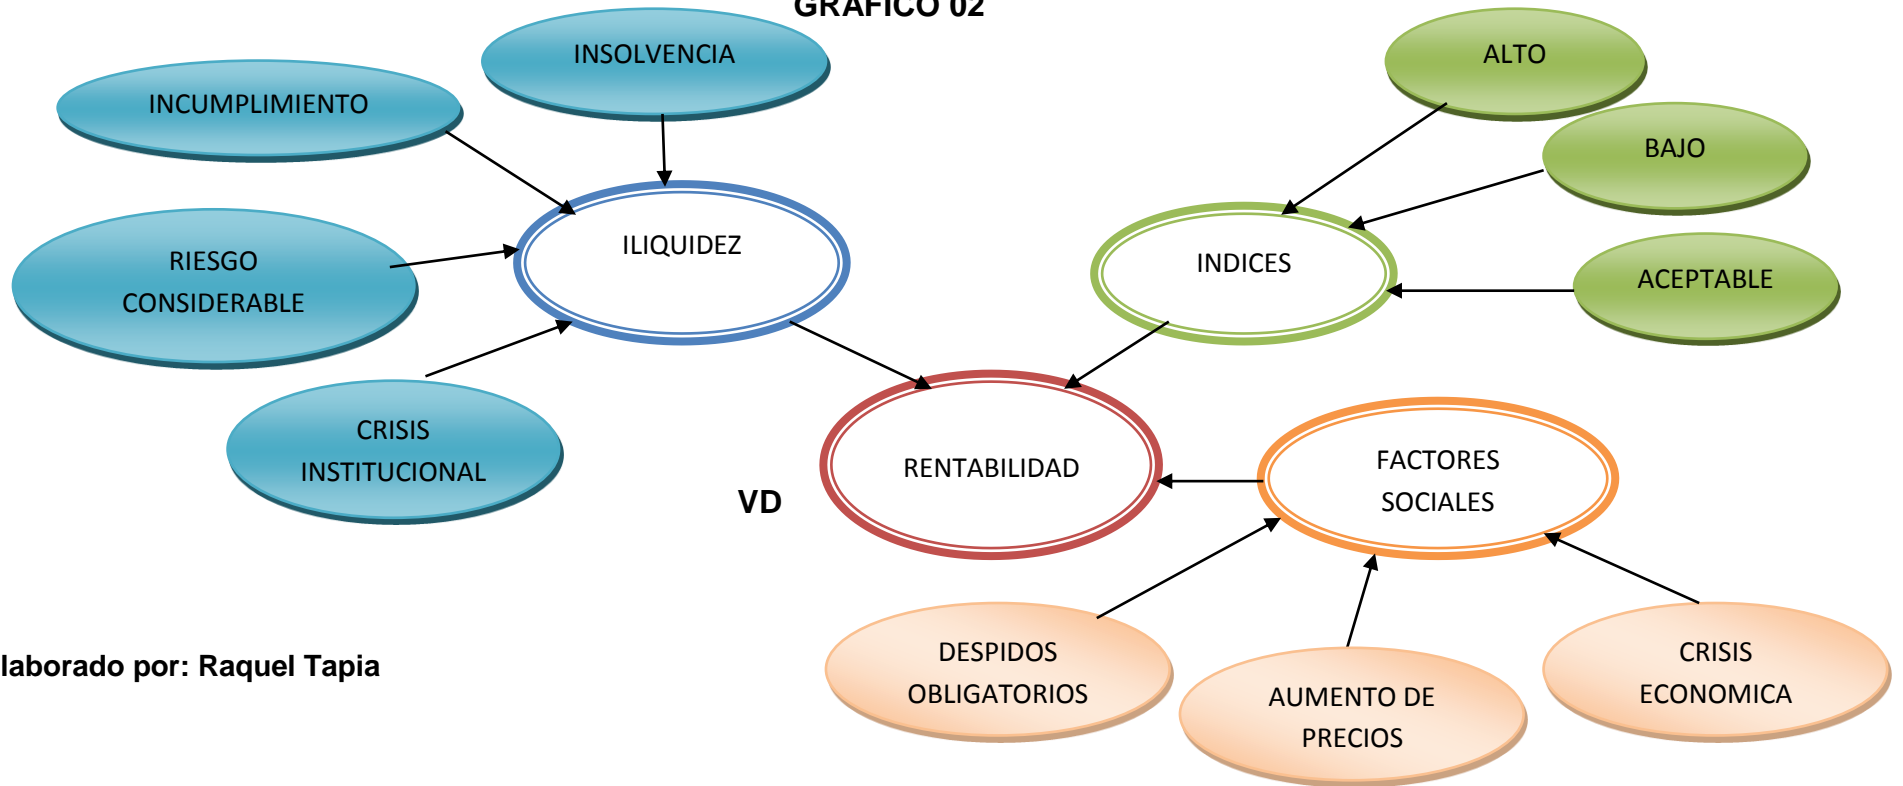 GRAFICO 02
INSOLVENCIA
ALTO
INCUMPLIMIENTO
BAJO
ILIQUIDEZ
RIESGO
CONSIDERABLE
INDICES
ACEPTABLE
CRISIS
INSTITUCIONAL
RENTABILIDAD
VD
FACTORES
SOCIALES
DESPIDOS
OBLIGATORIOS
AUMENTO DE
PRECIOS
CRISIS
ECONOMICA
laborado por: Raquel Tapia